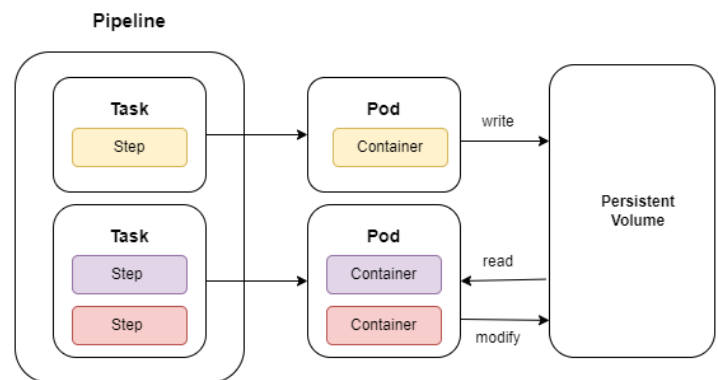 Pipeline
Task
Step
Pod
Container
write
Persistent
Volume
Task
Step
Step
Pod
Container
Container
read
modify